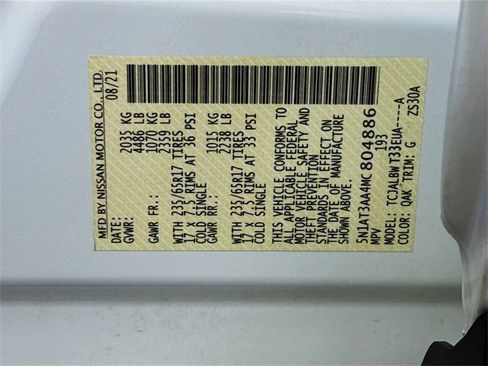 MFD BY NISSAN MOTOR CO., LTD.
DATE: 08/21
GVWR: 2035 KG
4486 LB
GAWR FR: 1070 KG
2359 LB
WITH 235/65R17 TIRES
17 X 7.5 RIMS AT 36 PSI
COLD SINGLE
GAWR RR: 1015 KG
2238 LB
WITH 235/65R17 TIRES
17 X 7.5 RIMS AT 33 PSI
COLD SINGLE
THIS VEHICLE CONFORMS TO
ALL APPLICABLE FEDERAL
MOTOR VEHICLE SAFETY AND
THEFT PREVENTION
STANDARDS IN EFFECT ON
THE DATE OF MANUFACTURE
SHOWN ABOVE.
5N1AT3AA4MC804886
MPV 193
MODEL: TCJALBWT33EUA----A
COLOR: QAK TRIM: G ZS30A